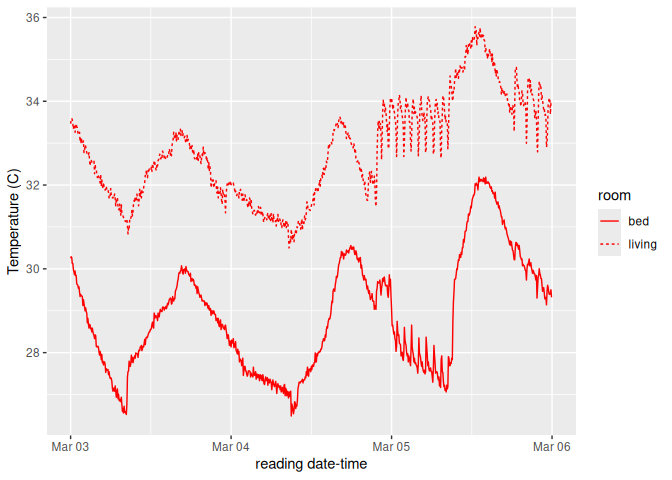 36
34
32
30
28
Temperature (C)
Mar 03
Mar 04
Mar 05
Mar 06
reading date-time
room
bed
living